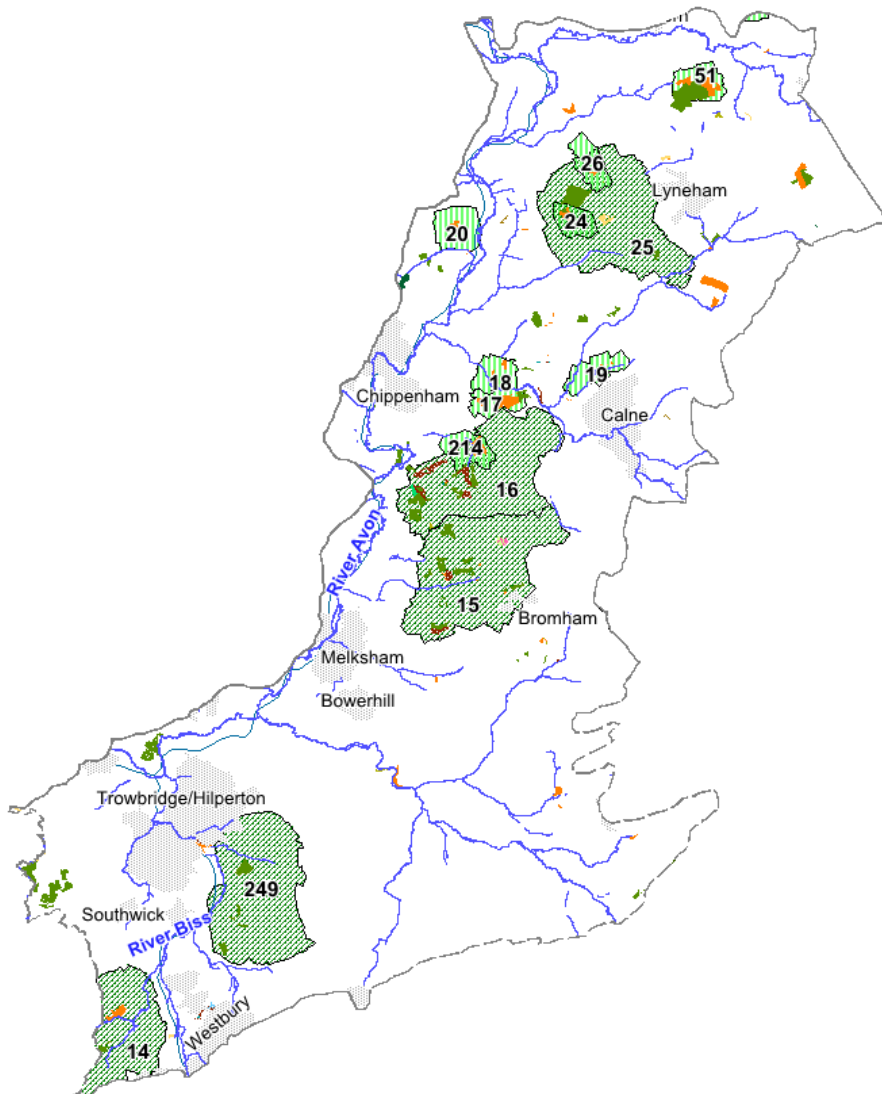 51
26
Lyneham
24
20
25
18
19
Chippenham
17
Calne
214
16
River Avon
15
Bromham
Melksham
Bowerhill
Trowbridge/Hilperton
249
Southwick
River Biss
Westbury
14